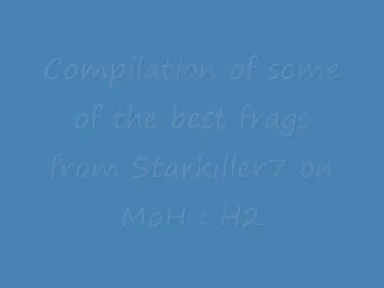 Compilation of some
of the best frags
from Starkiller7 on
MoH : H2